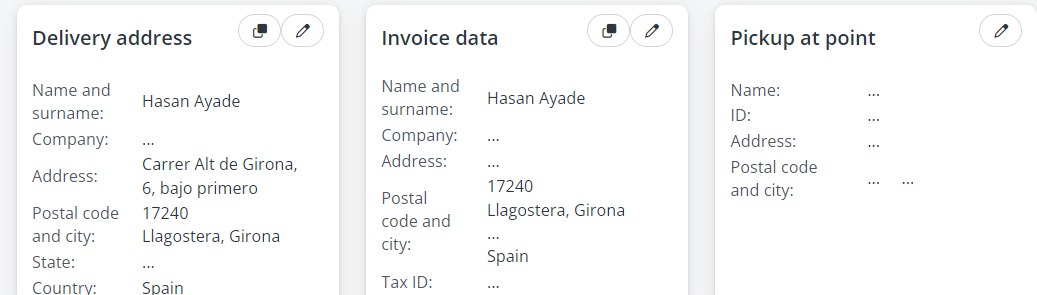 Delivery address
Name and surname: Hasan Ayade
Company: ...
Address: Carrer Alt de Girona, 6, bajo primero
Postal code and city: 17240 Llagostera, Girona
State: ...
Country: Spain
Invoice data
Name and surname: Hasan Ayade
Company: ...
Address: ...
Postal code and city: 17240 Llagostera, Girona ... Spain
Tax ID: ...
Pickup at point
Name: ...
ID: ...
Address: ...
Postal code and city: ... ...